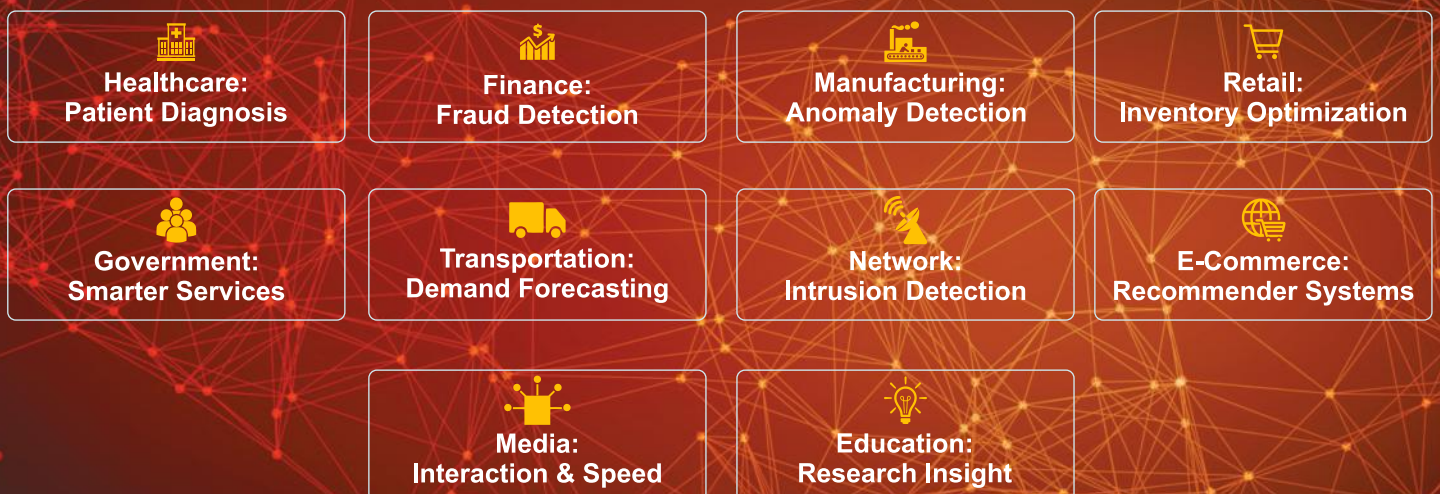 Healthcare:
Patient Diagnosis
Finance:
Fraud Detection
Manufacturing:
Anomaly Detection
Retail:
Inventory Optimization
Government:
Smarter Services
Transportation:
Demand Forecasting
Network:
Intrusion Detection
E-Commerce:
Recommender Systems
Media:
Interaction & Speed
Education:
Research Insight